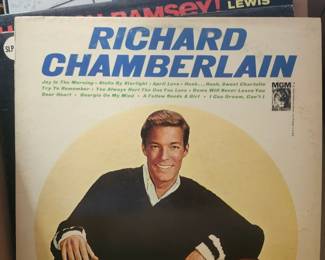 RAMSEY LEWIS
SLP
RICHARD
CHAMBERLAIN
Joy In The Morning • Stella By Starlight • April Love • Hush...Hush, Sweet Charlotte
Try To Remember • You Always Hurt The One You Love • Rome Will Never Leave You
Dear Heart • Georgia On My Mind • A Fellow Needs A Girl • I Can Dream, Can't I
MGM